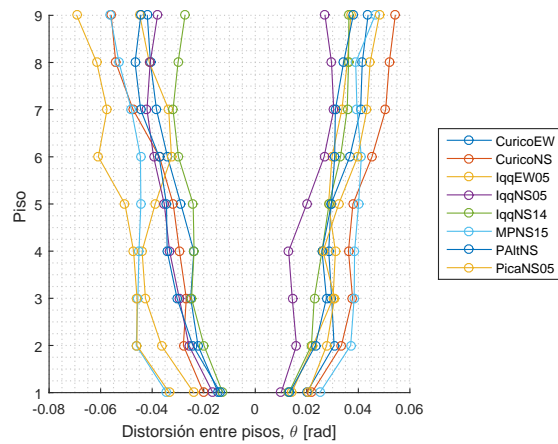 9
8
7
6
5
4
3
2
1
Piso
-0.08 -0.06 -0.04 -0.02 0 0.02 0.04 0.06
Distorsión entre pisos, θ [rad]
CuricoEW
CuricoNS
IqqEW05
IqqNS05
IqqNS14
MPNS15
PAltNS
PicaNS05